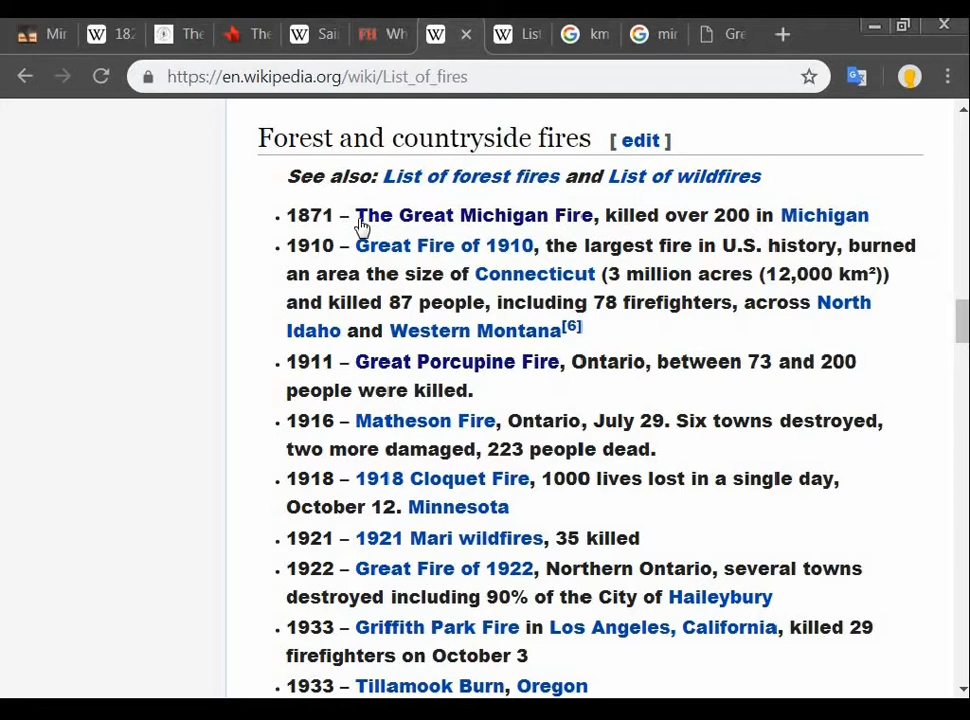 Mir W 182 The The W Sai FH Wh W W List G km G mir Gre
https://en.wikipedia.org/wiki/List_of_fires
Forest and countryside fires [ edit ]
See also: List of forest fires and List of wildfires
• 1871 – The Great Michigan Fire, killed over 200 in Michigan
• 1910 – Great Fire of 1910, the largest fire in U.S. history, burned
an area the size of Connecticut (3 million acres (12,000 km²))
and killed 87 people, including 78 firefighters, across North
Idaho and Western Montana[6]
• 1911 – Great Porcupine Fire, Ontario, between 73 and 200
people were killed.
• 1916 – Matheson Fire, Ontario, July 29. Six towns destroyed,
two more damaged, 223 people dead.
• 1918 – 1918 Cloquet Fire, 1000 lives lost in a single day,
October 12. Minnesota
• 1921 – 1921 Mari wildfires, 35 killed
• 1922 – Great Fire of 1922, Northern Ontario, several towns
destroyed including 90% of the City of Haileybury
• 1933 – Griffith Park Fire in Los Angeles, California, killed 29
firefighters on October 3
• 1933 – Tillamook Burn, Oregon